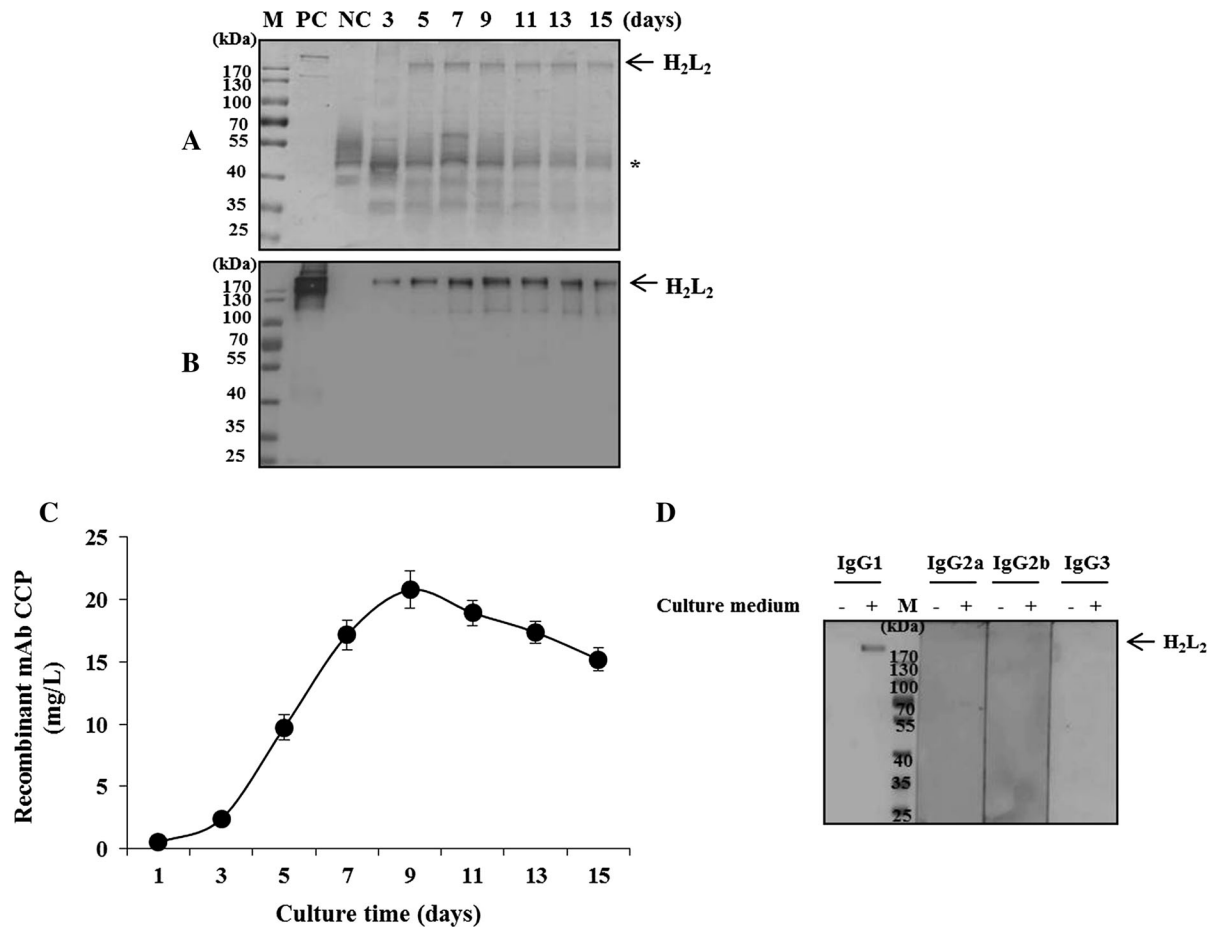 M PC NC 3 5 7 9 11 13 15 (days)
(kDa)
170
130
100
70
55
40
35
25
A
H₂L₂
*
(kDa)
170
130
100
70
55
40
35
25
B
H₂L₂
C
25
20
15
10
5
0
Recombinant mAb CCP
(mg/L)
1 3 5 7 9 11 13 15
Culture time (days)
D
IgG1 IgG2a IgG2b IgG3
Culture medium - + M - + - + - +
(kDa)
170
130
100
70
55
40
35
25
H₂L₂